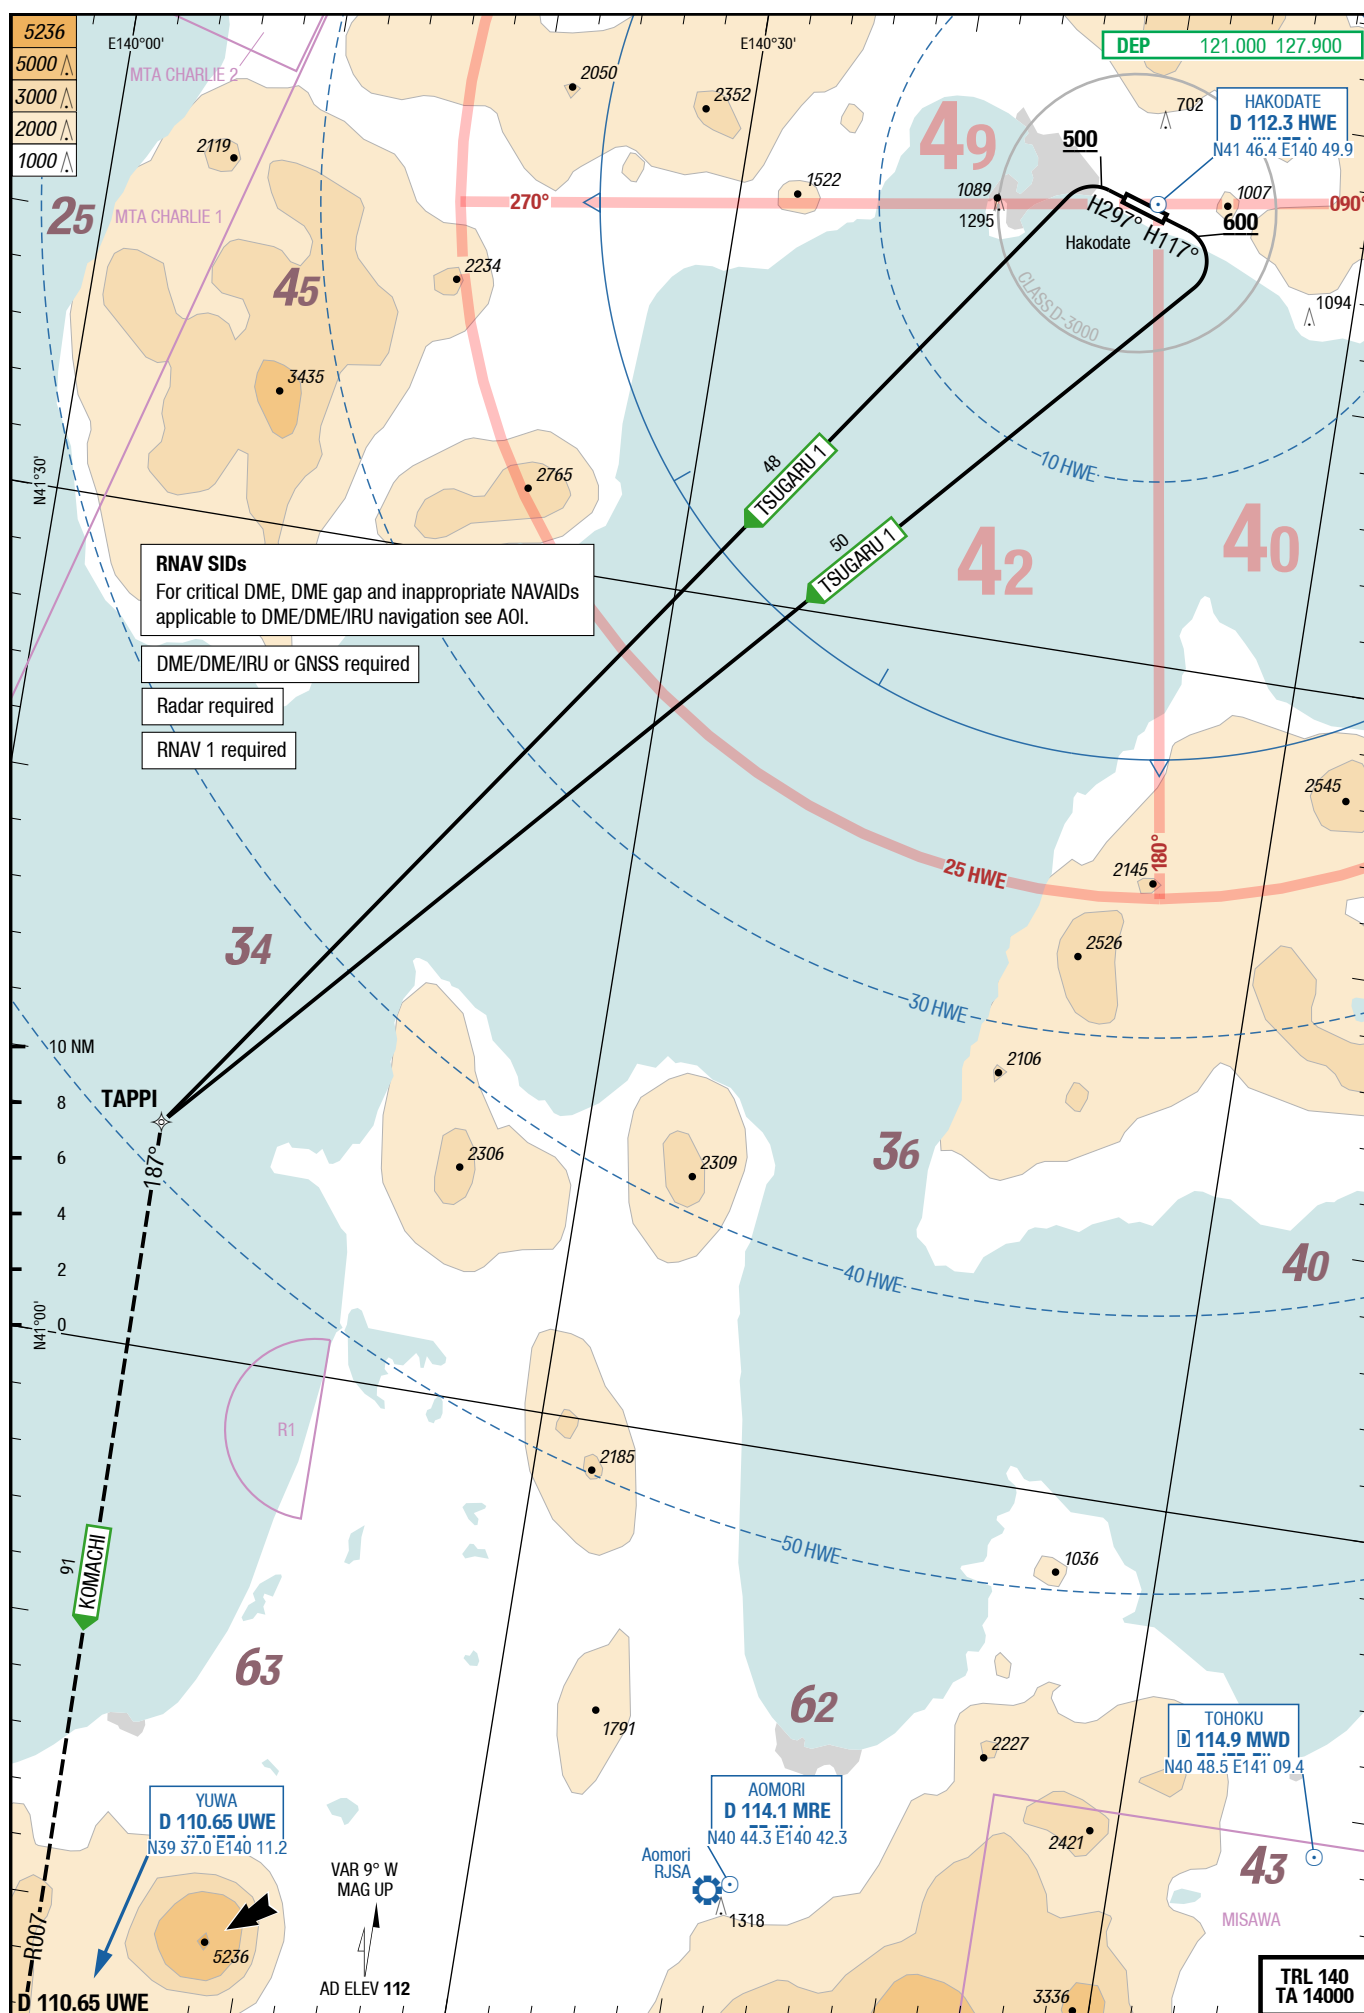 5236
5000
3000
2000
1000
E140°00'
E140°30'
DEP 121.000 127.900
MTA CHARLIE 2
2050
2352
702
HAKODATE
D 112.3 HWE
N41 46.4 E140 49.9
49
500
2119
25
MTA CHARLIE 1
270°
1522
1089
1295
H297°
H117°
1007
090°
600
Hakodate
45
2234
CLASS D-3000
1094
3435
N41°30'
2765
48
TSUGARU 1
10 HWE
50
TSUGARU 1
42
40
RNAV SIDs
For critical DME, DME gap and inappropriate NAVAIDs
applicable to DME/DME/IRU navigation see AOI.
DME/DME/IRU or GNSS required
Radar required
RNAV 1 required
2545
180°
2145
25 HWE
34
2526
30 HWE
10 NM
2106
TAPPI
8
187°
6
2306
2309
36
4
40
2
40 HWE
N41°00'
0
R1
2185
50 HWE
1036
91
KOMACHI
63
62
1791
2227
TOHOKU
D 114.9 MWD
N40 48.5 E141 09.4
YUWA
D 110.65 UWE
N39 37.0 E140 11.2
AOMORI
D 114.1 MRE
N40 44.3 E140 42.3
2421
43
Aomori
RJSA
VAR 9° W
MAG UP
1318
MISAWA
R007
5236
AD ELEV 112
D 110.65 UWE
3336
TRL 140
TA 14000